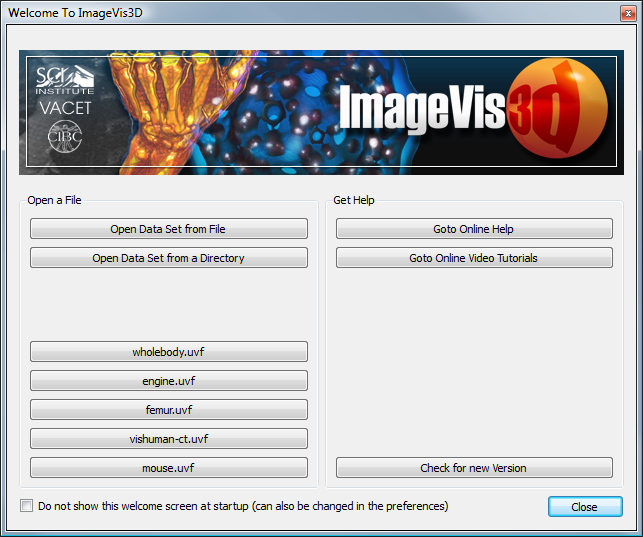 Welcome To ImageVis3D
SCI
INSTITUTE
VACET
CIBC
ImageVis3d
Open a File
Open Data Set from File
Open Data Set from a Directory
wholebody.uvf
engine.uvf
femur.uvf
vishuman-ct.uvf
mouse.uvf
Get Help
Goto Online Help
Goto Online Video Tutorials
Check for new Version
Do not show this welcome screen at startup (can also be changed in the preferences)
Close